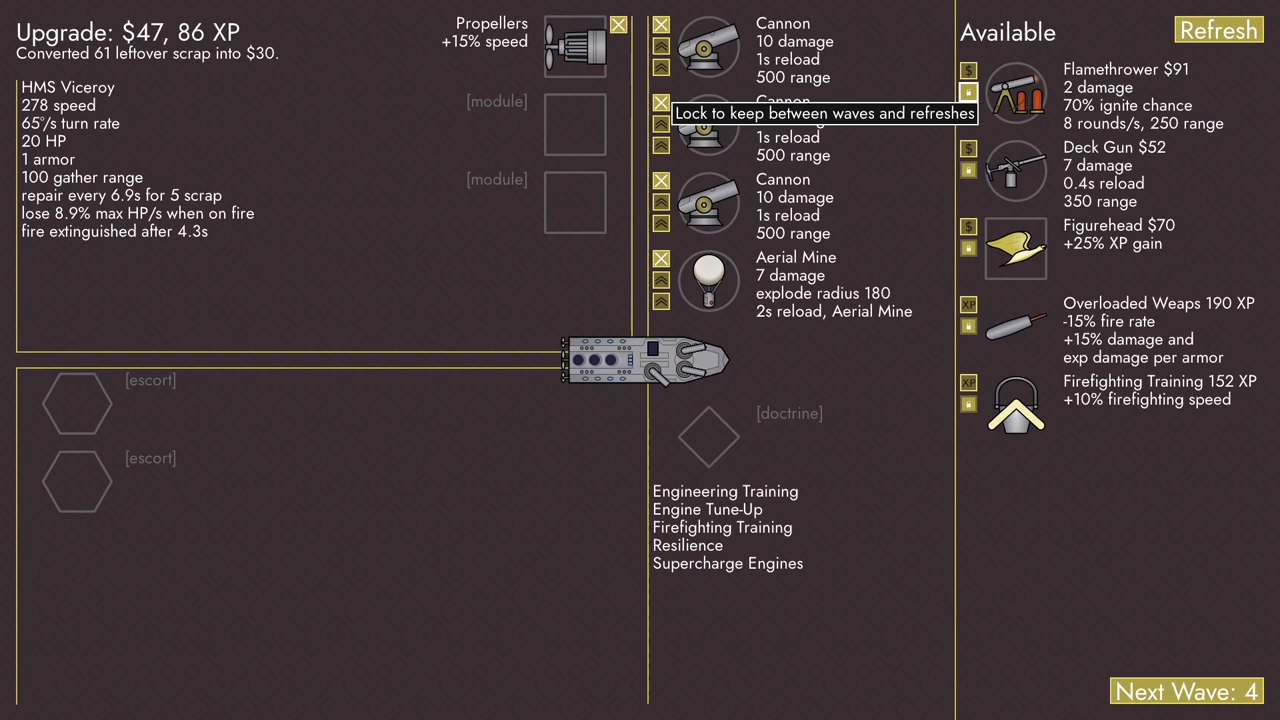 Upgrade: $47, 86 XP
Converted 61 leftover scrap into $30.
HMS Viceroy
278 speed
65°/s turn rate
20 HP
1 armor
100 gather range
repair every 6.9s for 5 scrap
lose 8.9% max HP/s when on fire
fire extinguished after 4.3s
[escort]
[escort]
Propellers
+15% speed
[module]
[module]
Cannon
10 damage
1s reload
500 range
Lock to keep between waves and refreshes
1s reload
500 range
Cannon
10 damage
1s reload
500 range
Aerial Mine
7 damage
explode radius 180
2s reload, Aerial Mine
[doctrine]
Engineering Training
Engine Tune-Up
Firefighting Training
Resilience
Supercharge Engines
Available
Refresh
$
Flamethrower $91
2 damage
70% ignite chance
8 rounds/s, 250 range
$
Deck Gun $52
7 damage
0.4s reload
350 range
$
Figurehead $70
+25% XP gain
XP
Overloaded Weaps 190 XP
-15% fire rate
+15% damage and
exp damage per armor
XP
Firefighting Training 152 XP
+10% firefighting speed
Next Wave: 4